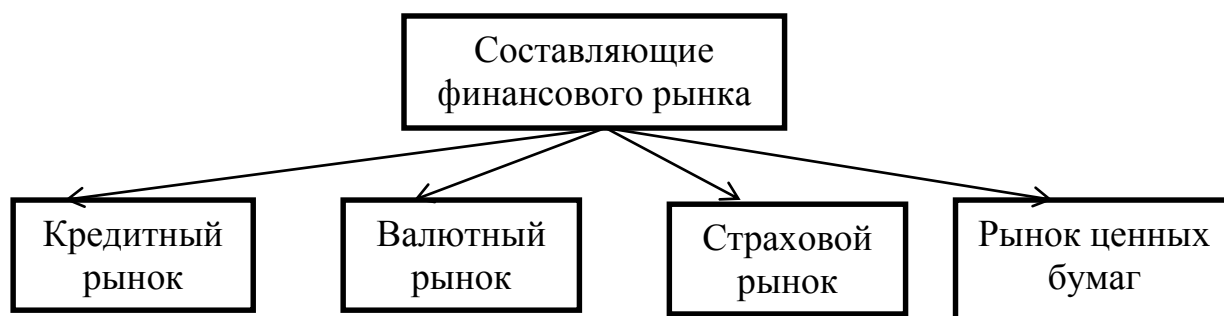 Составляющие
финансового рынка
Кредитный
рынок
Валютный
рынок
Страховой
рынок
Рынок ценных
бумаг